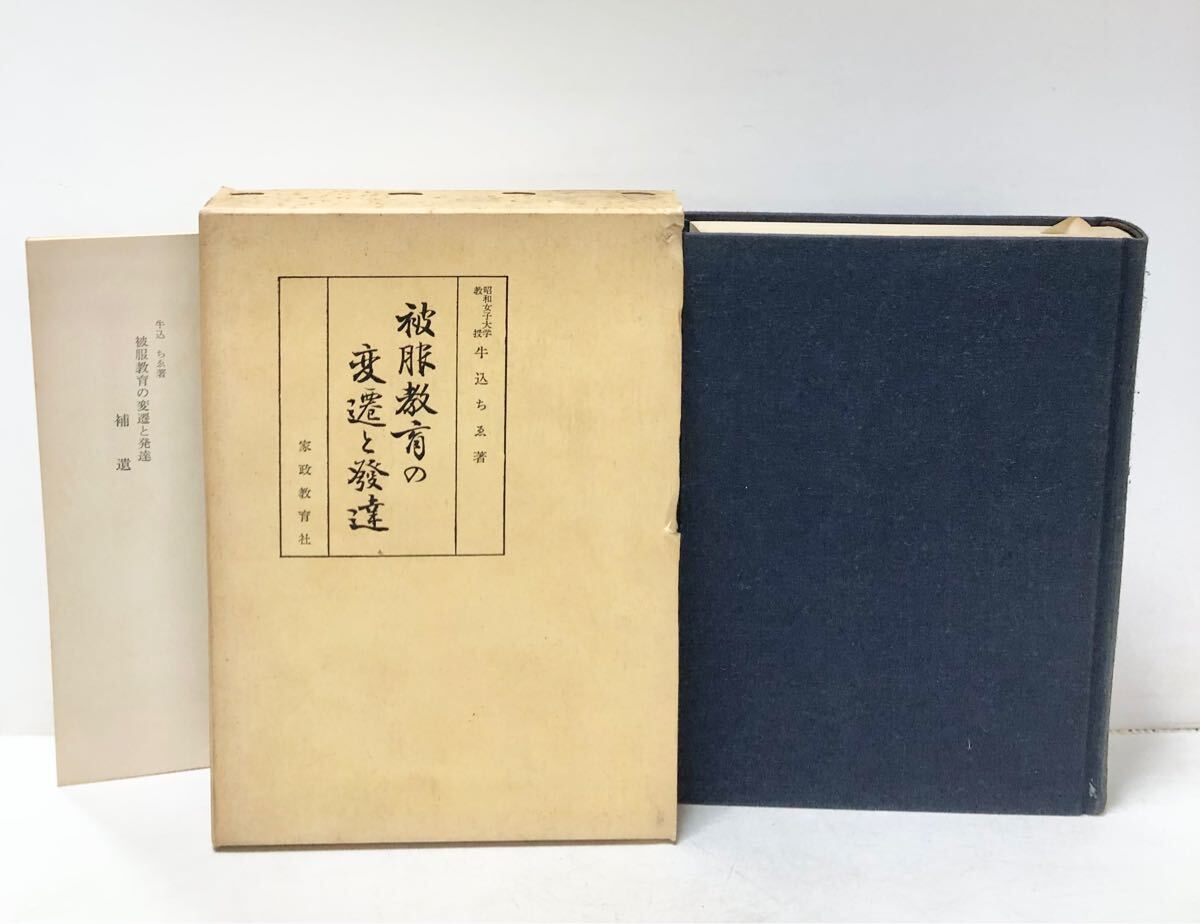 昭和女子大学
教授
牛込ちゑ著
被服教育の
変遷と發達
家政教育社
牛込 ちゑ著
被服教育の変遷と発達
補遺